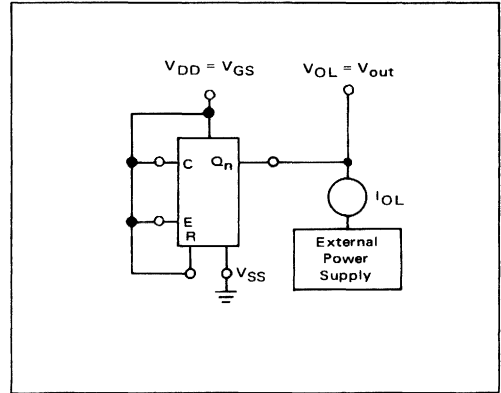 V_DD = V_GS
V_OL = V_out
C
Q_n
I_OL
E
R
V_SS
External
Power
Supply